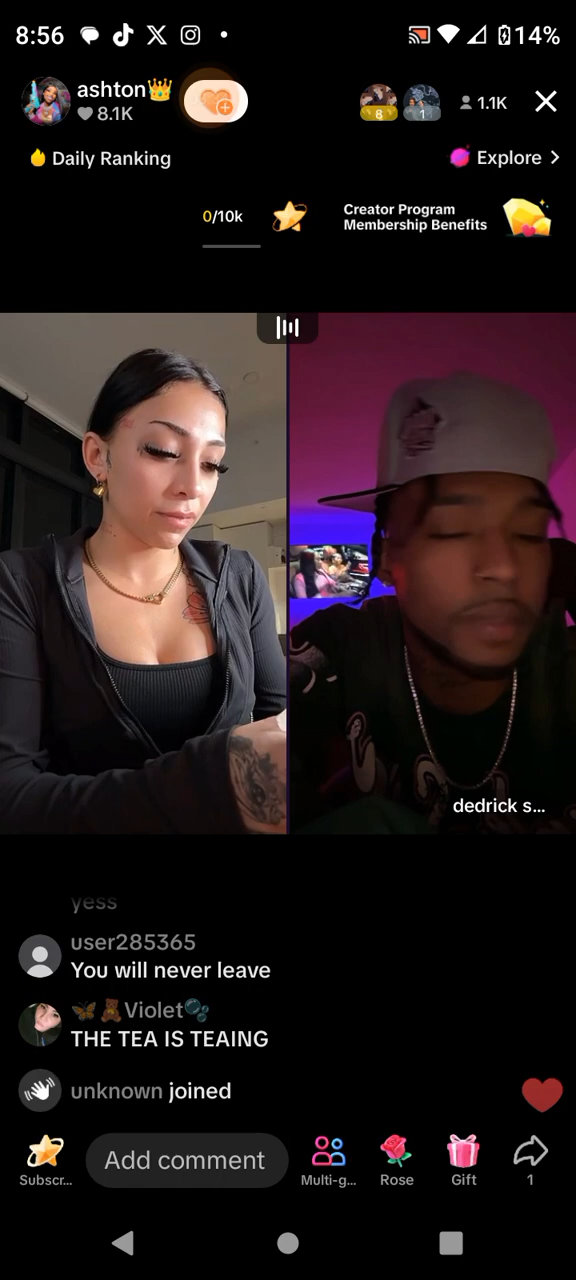 8:56
14%
ashton👑
8.1K
8
1
1.1K
Daily Ranking
Explore >
0/10k
Creator Program
Membership Benefits
dedrick s...
yess
user285365
You will never leave
🦋🧸Violet🫧
THE TEA IS TEAING
unknown joined
Subscr...
Add comment
Multi-g...
Rose
Gift
1